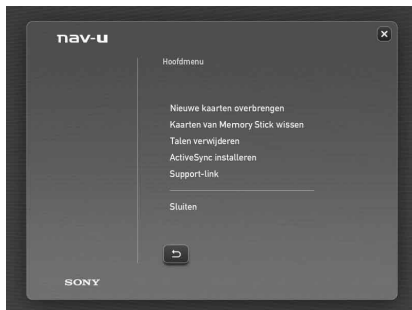 nav-u
Hoofdmenu
Nieuwe kaarten overbrengen
Kaarten van Memory Stick wissen
Talen verwijderen
ActiveSync installeren
Support-link
Sluiten
SONY